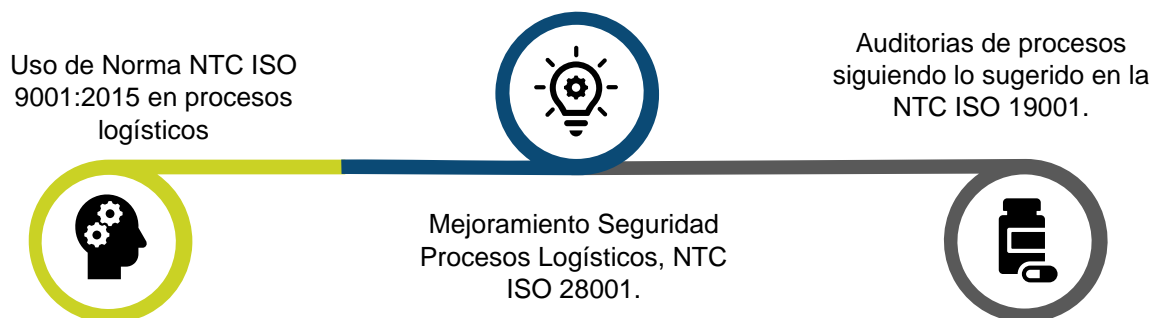 Uso de Norma NTC ISO
9001:2015 en procesos
logísticos
Mejoramiento Seguridad
Procesos Logísticos, NTC
ISO 28001.
Auditorias de procesos
siguiendo lo sugerido en la
NTC ISO 19001.